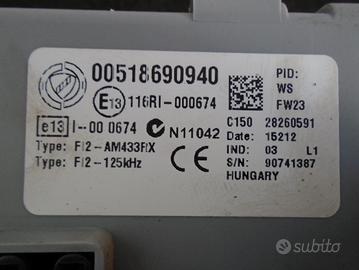 00518690940
PID:
WS
FW23
E13 116RI-000674
e13 I-00 0674
N11042
C150 28260591
Date: 15212
Type: FI2-AM433RX
IND: 03 L1
Type: FI2-125kHz
CE
S/N: 90741387
HUNGARY
subito